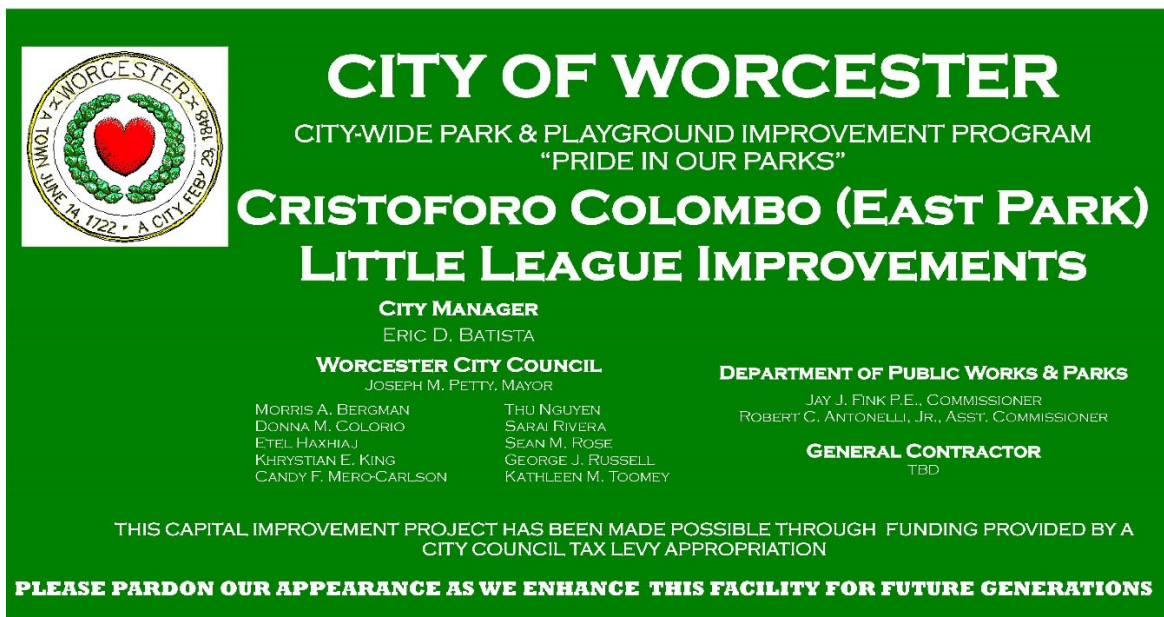 WORCESTER
A TOWN JUNE 14, 1722 • A CITY FEBY 29, 1848
CITY OF WORCESTER
CITY-WIDE PARK & PLAYGROUND IMPROVEMENT PROGRAM
“PRIDE IN OUR PARKS”
CRISTOFORO COLOMBO (EAST PARK)
LITTLE LEAGUE IMPROVEMENTS
CITY MANAGER
ERIC D. BATISTA
WORCESTER CITY COUNCIL
JOSEPH M. PETTY, MAYOR
MORRIS A. BERGMAN
DONNA M. COLORIO
ETEL HAXHIAJ
KHRYSTIAN E. KING
CANDY F. MERO-CARLSON
THU NGUYEN
SARAI RIVERA
SEAN M. ROSE
GEORGE J. RUSSELL
KATHLEEN M. TOOMEY
DEPARTMENT OF PUBLIC WORKS & PARKS
JAY J. FINK P.E., COMMISSIONER
ROBERT C. ANTONELLI, JR., ASST. COMMISSIONER
GENERAL CONTRACTOR
TBD
THIS CAPITAL IMPROVEMENT PROJECT HAS BEEN MADE POSSIBLE THROUGH FUNDING PROVIDED BY A
CITY COUNCIL TAX LEVY APPROPRIATION
PLEASE PARDON OUR APPEARANCE AS WE ENHANCE THIS FACILITY FOR FUTURE GENERATIONS